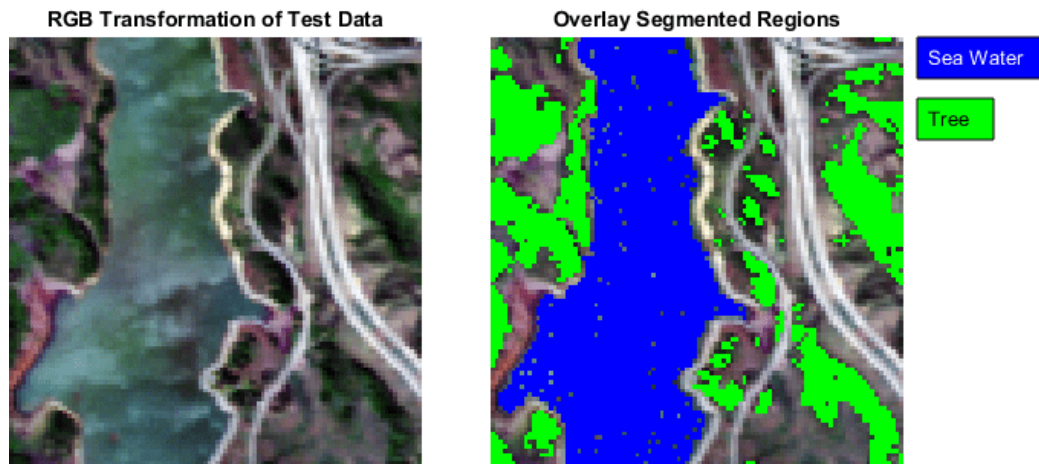 RGB Transformation of Test Data
Overlay Segmented Regions
Sea Water
Tree